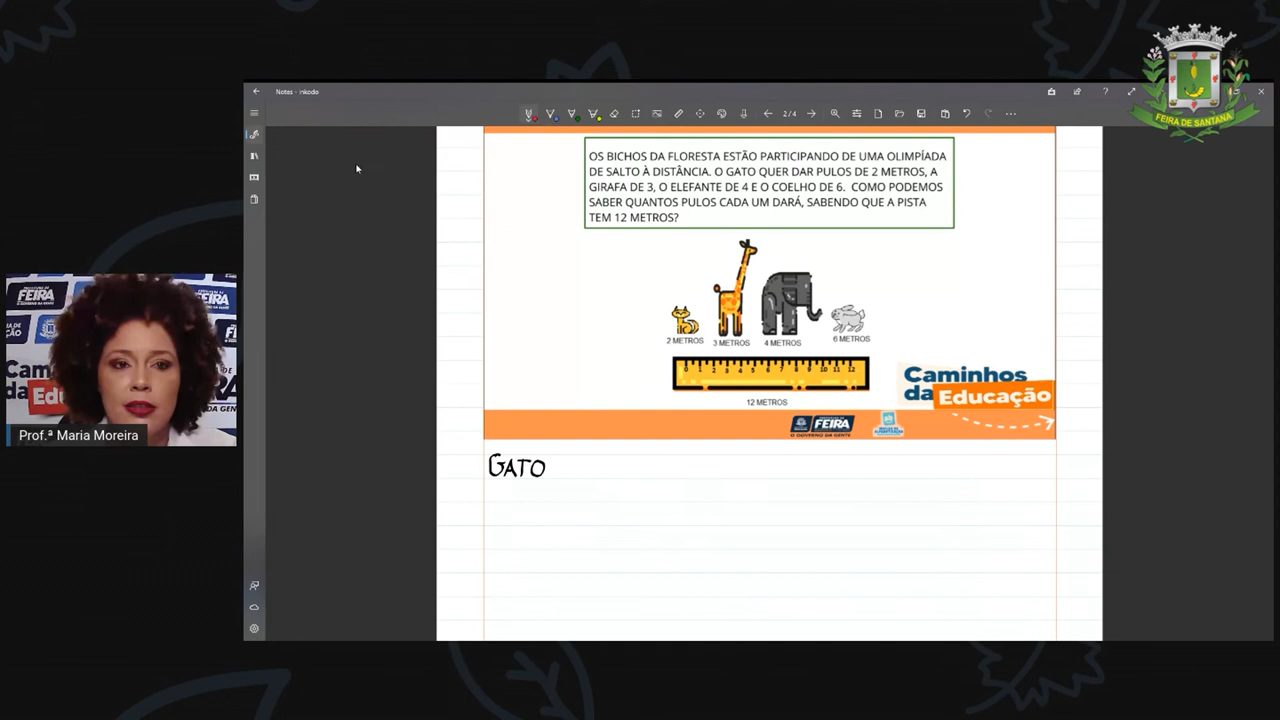 FEIRA DE SANTANA
Notes - Inkodo
2/4
OS BICHOS DA FLORESTA ESTÃO PARTICIPANDO DE UMA OLIMPÍADA
DE SALTO À DISTÂNCIA. O GATO QUER DAR PULOS DE 2 METROS, A
GIRAFA DE 3, O ELEFANTE DE 4 E O COELHO DE 6. COMO PODEMOS
SABER QUANTOS PULOS CADA UM DARÁ, SABENDO QUE A PISTA
TEM 12 METROS?
2 METROS 3 METROS 4 METROS 6 METROS
0 1 2 3 4 5 6 7 8 9 10 11 12
12 METROS
Caminhos
da Educação
FEIRA
O GOVERNO DA GENTE
GATO
FEIRA
Prof.ª Maria Moreira